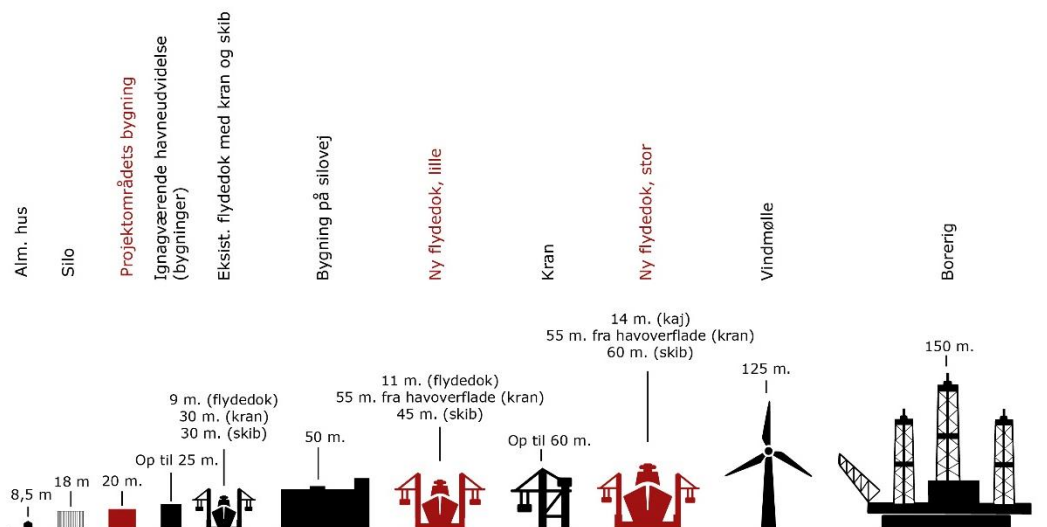 Alm. hus
Silo
Projektområdets bygning
Ignagværende havneudvidelse
(bygninger)
Eksist. flydedok med kran og skib
Bygning på silovej
Ny flydedok, lille
Kran
Ny flydedok, stor
Vindmølle
Borerig
8,5 m
18 m
20 m.
Op til 25 m.
9 m. (flydedok)
30 m. (kran)
30 m. (skib)
50 m.
11 m. (flydedok)
55 m. fra havoverflade (kran)
45 m. (skib)
Op til 60 m.
14 m. (kaj)
55 m. fra havoverflade (kran)
60 m. (skib)
125 m.
150 m.